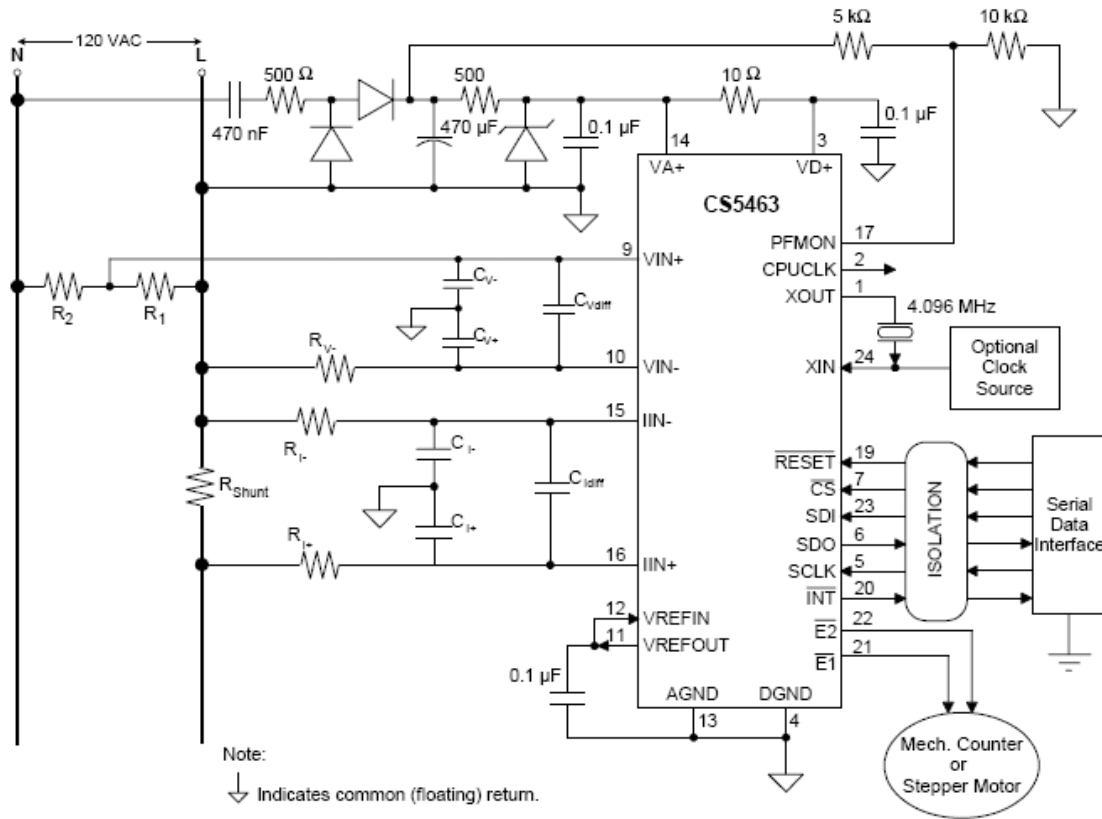 5 kΩ
10 kΩ
120 VAC
N
L
500 Ω
500
10 Ω
470 nF
470 µF
0.1 µF
0.1 µF
14
3
VA+
VD+
CS5463
PFMON
17
9
VIN+
CPUCLK
2
XOUT
1
R2
R1
CV-
CVdiff
CV+
4.096 MHz
RV-
10
VIN-
XIN
24
Optional
Clock
Source
15
IIN-
RI-
CI-
RShunt
CIdiff
CI+
RI+
16
IIN+
RESET
19
CS
7
SDI
23
SDO
6
SCLK
5
INT
20
ISOLATION
Serial
Data
Interface
12
VREFIN
11
VREFOUT
E2
22
E1
21
0.1 µF
AGND
DGND
13
4
Mech. Counter
or
Stepper Motor
Note:
Indicates common (floating) return.